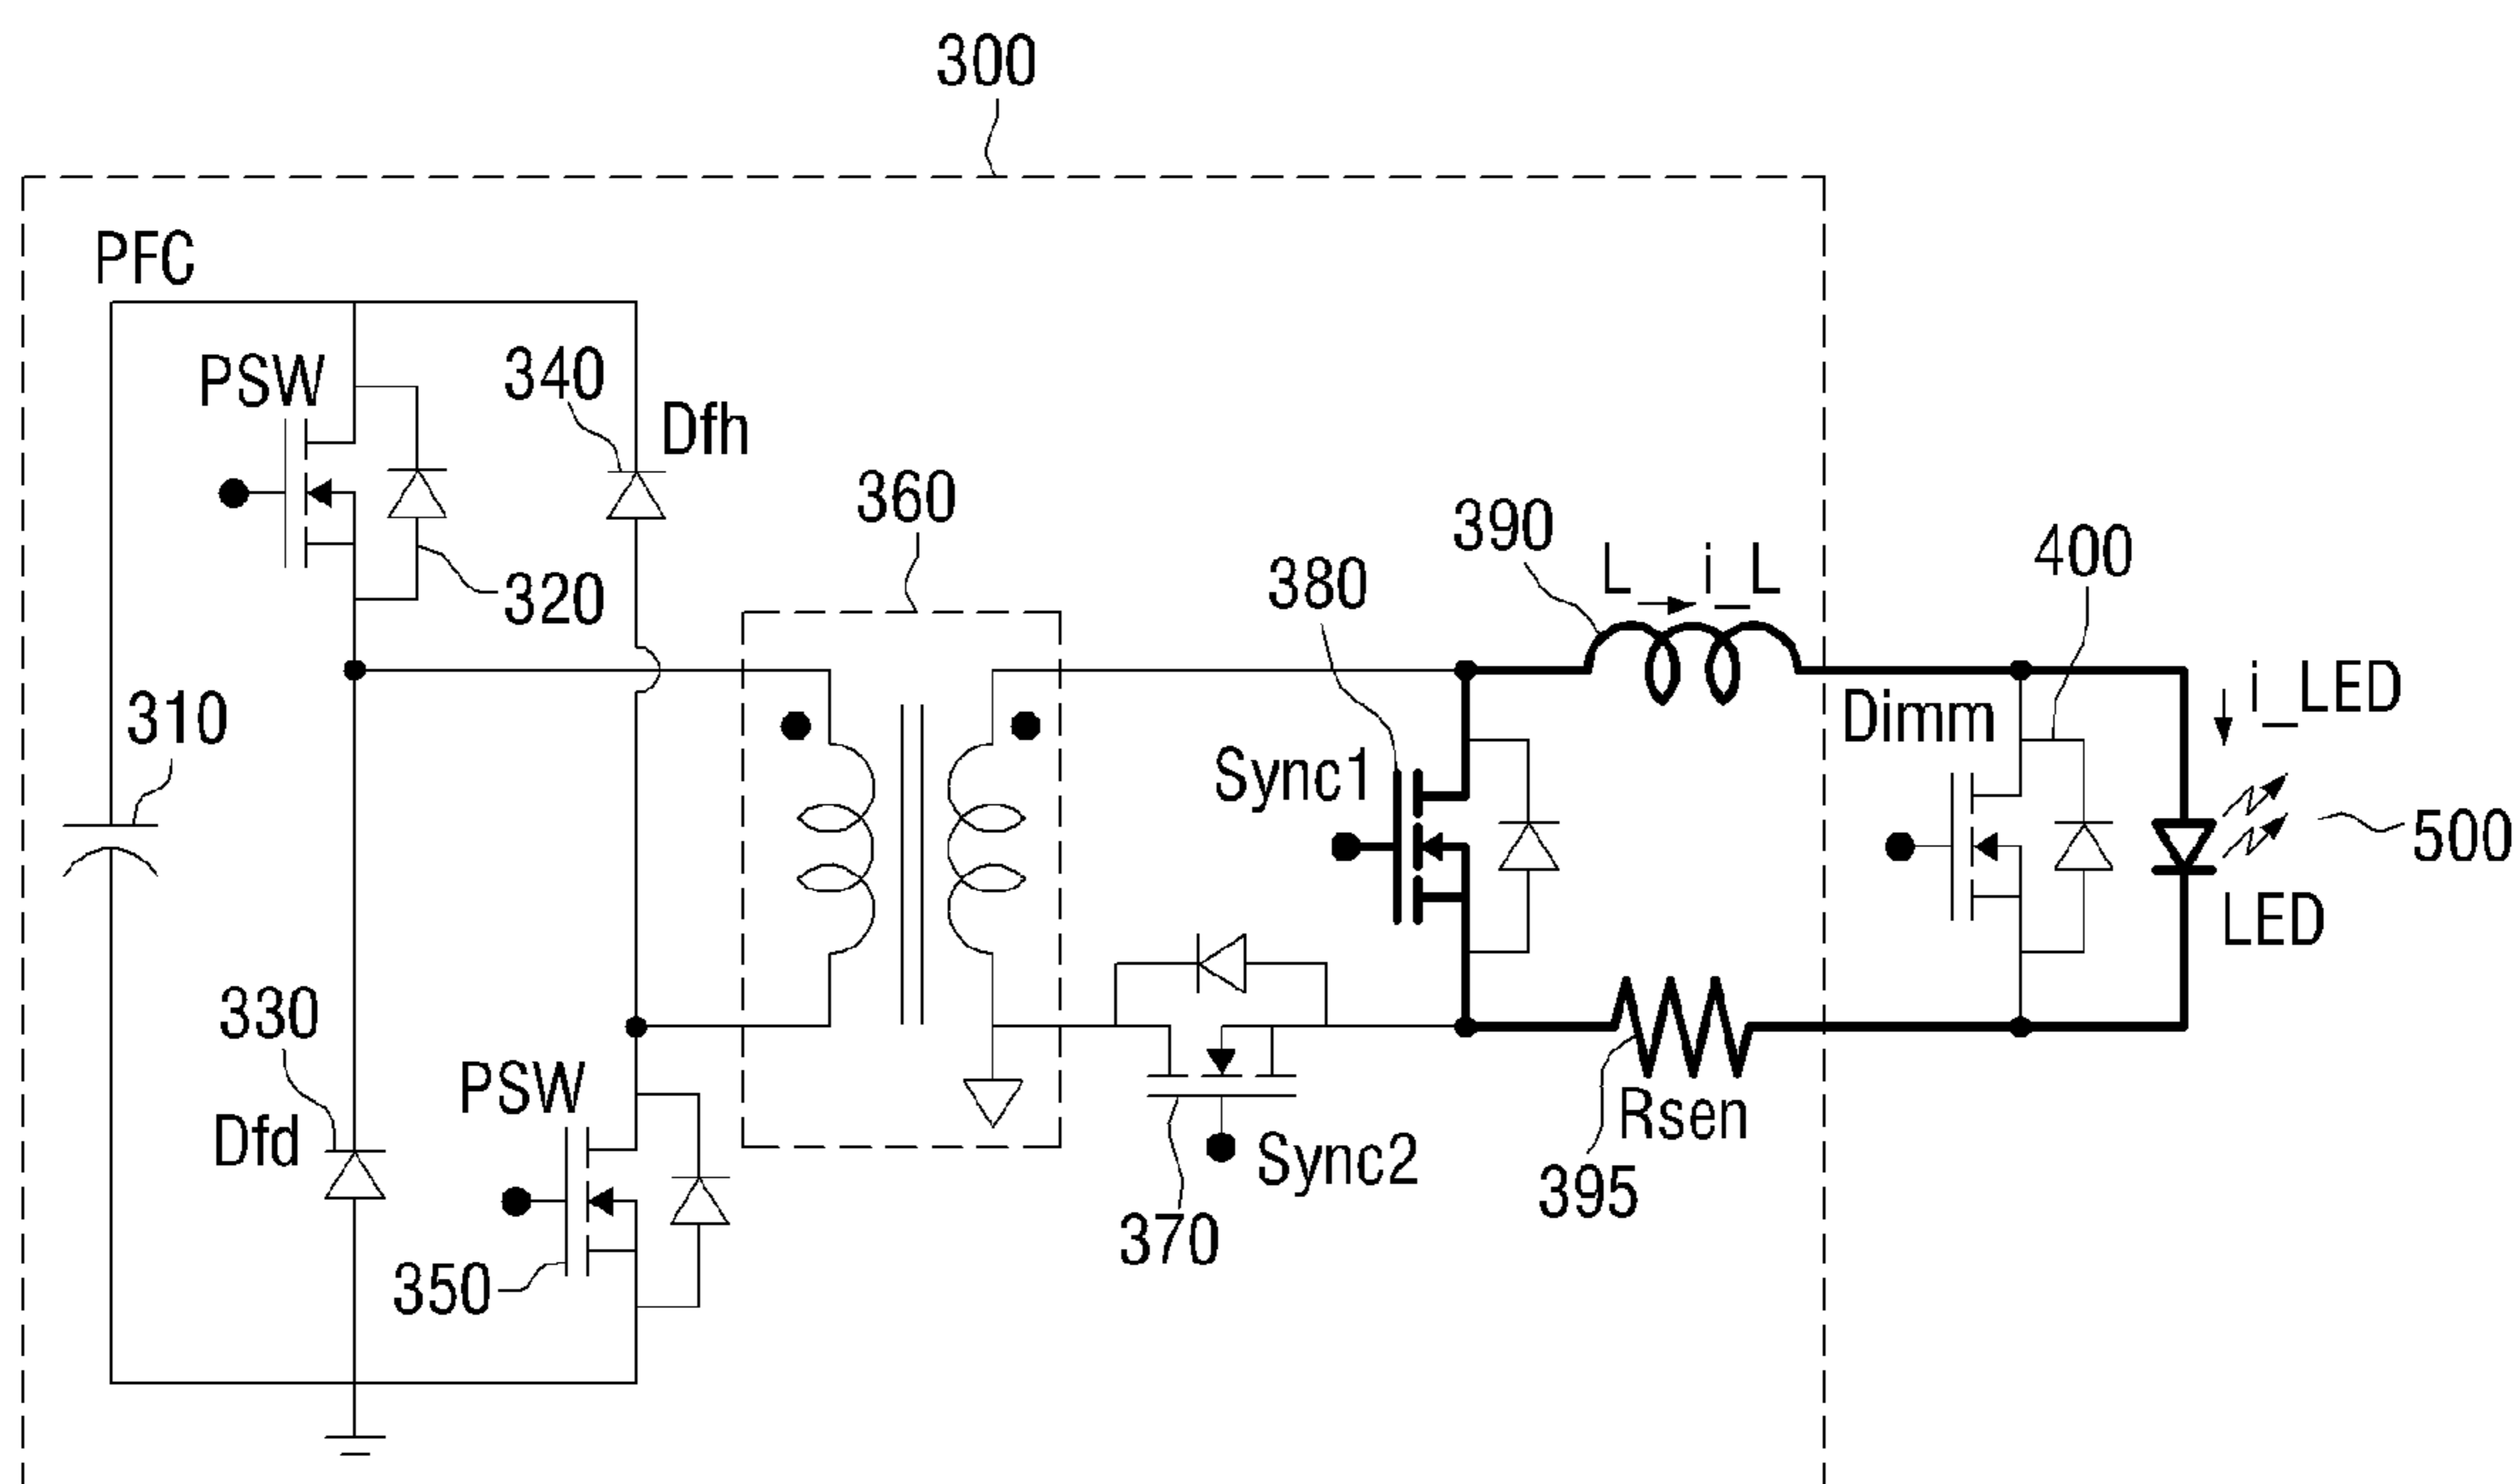 300
PFC
PSW
340
Dfh
320
360
390
L
i_L
380
400
310
Dimm
i_LED
Sync1
500
LED
330
Dfd
PSW
Rsen
Sync2
395
370
350